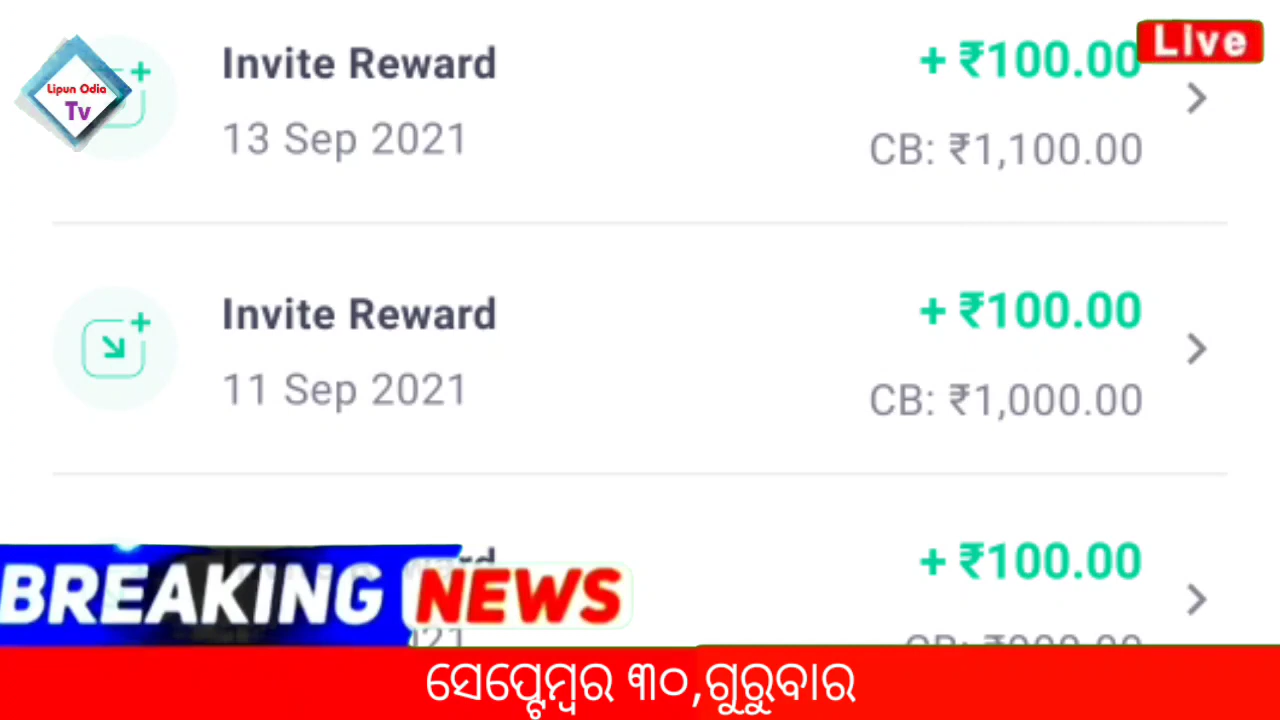 Lipun Odia
Tv
Live
Invite Reward
+ ₹100.00
13 Sep 2021
CB: ₹1,100.00
Invite Reward
+ ₹100.00
11 Sep 2021
CB: ₹1,000.00
+ ₹100.00
BREAKING NEWS
ସେପ୍ଟେମ୍ବର ୩୦,ଗୁରୁବାର